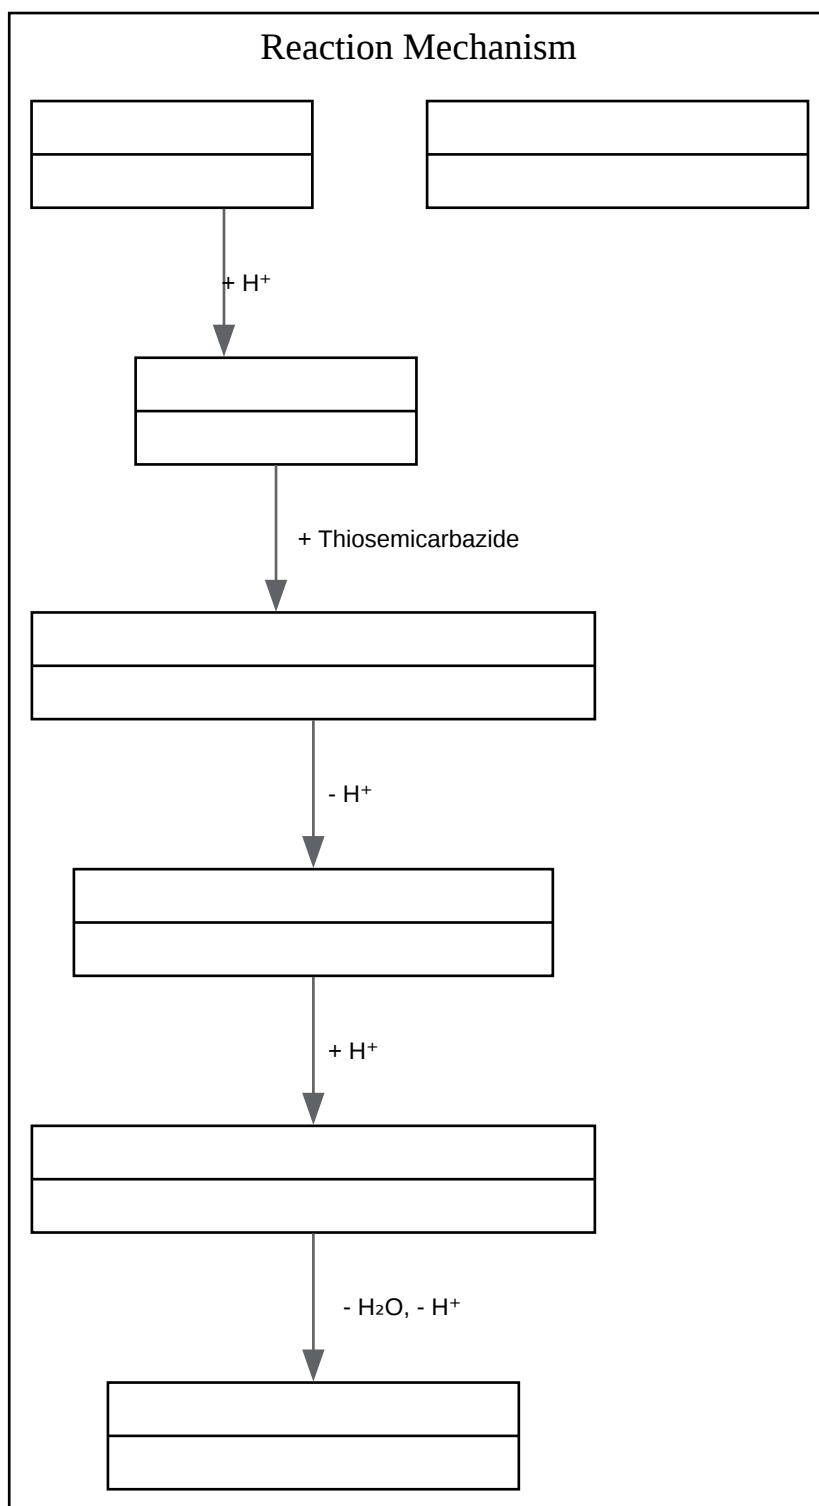 Reaction Mechanism
+ H⁺
+ Thiosemicarbazide
- H⁺
+ H⁺
- H₂O, - H⁺